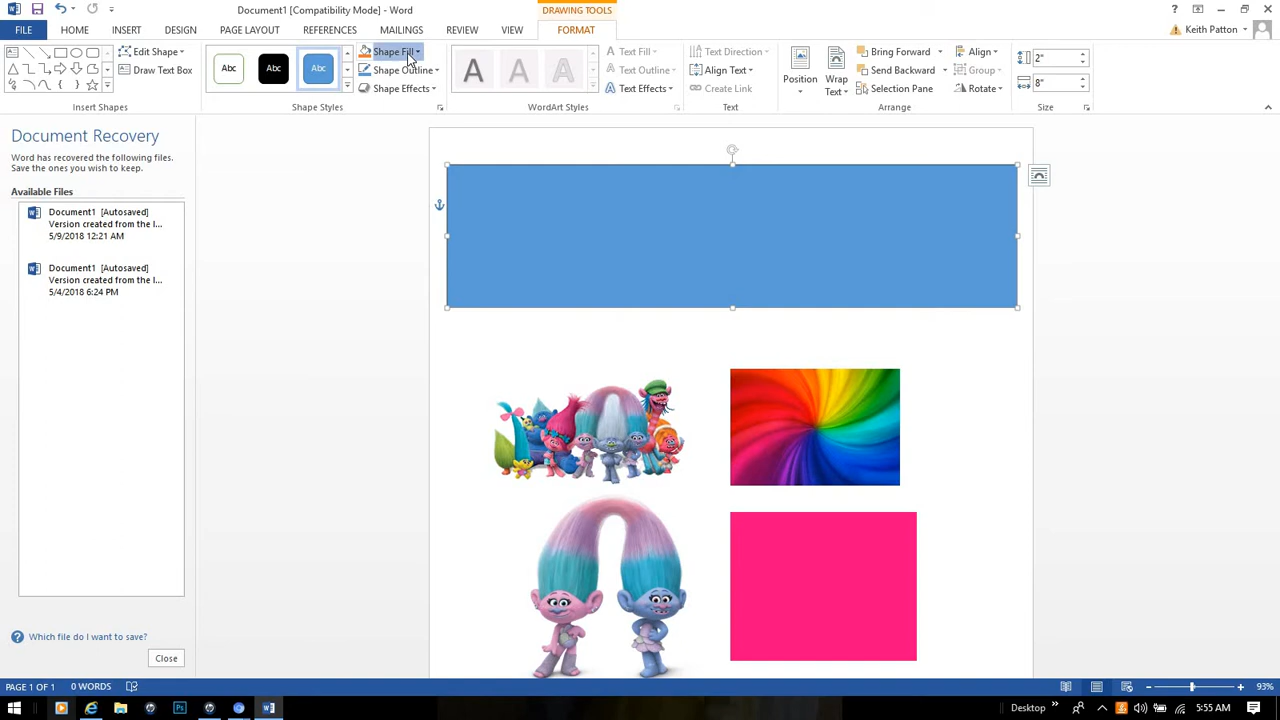 Document1 [Compatibility Mode] - Word
DRAWING TOOLS
FILE
HOME
INSERT
DESIGN
PAGE LAYOUT
REFERENCES
MAILINGS
REVIEW
VIEW
FORMAT
Keith Patton
Edit Shape
Draw Text Box
Insert Shapes
Abc
Abc
Abc
Shape Fill
Shape Outline
Shape Effects
Shape Styles
A
A
A
Text Fill
Text Outline
Text Effects
WordArt Styles
Text Direction
Align Text
Create Link
Text
Position
Wrap
Text
Bring Forward
Send Backward
Selection Pane
Align
Group
Rotate
Arrange
2"
8"
Size
Document Recovery
Word has recovered the following files.
Save the ones you wish to keep.
Available Files
Document1 [Autosaved]
Version created from the l...
5/9/2018 12:21 AM
Document1 [Autosaved]
Version created from the l...
5/4/2018 6:24 PM
Which file do I want to save?
Close
PAGE 1 OF 1
0 WORDS
93%
Desktop
5:55 AM